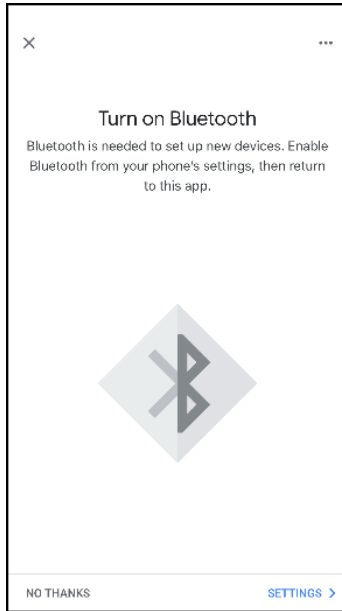 Turn on Bluetooth
Bluetooth is needed to set up new devices. Enable
Bluetooth from your phone's settings, then return
to this app.
NO THANKS
SETTINGS